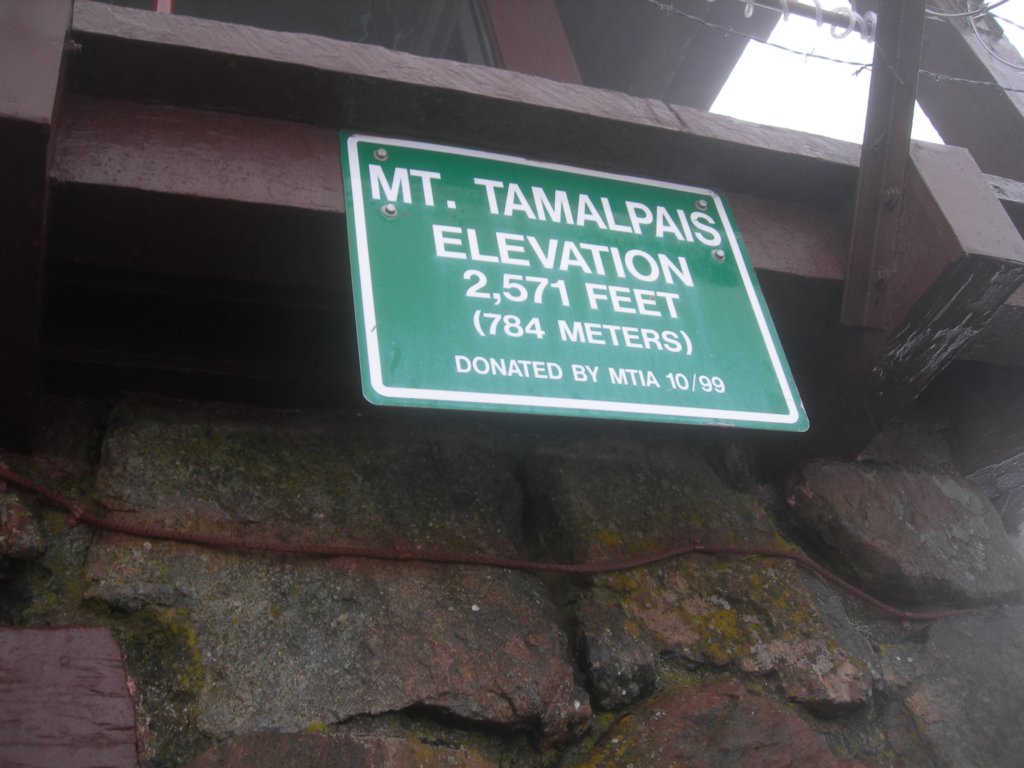 MT. TAMALPAIS
ELEVATION
2,571 FEET
(784 METERS)
DONATED BY MTIA 10/99